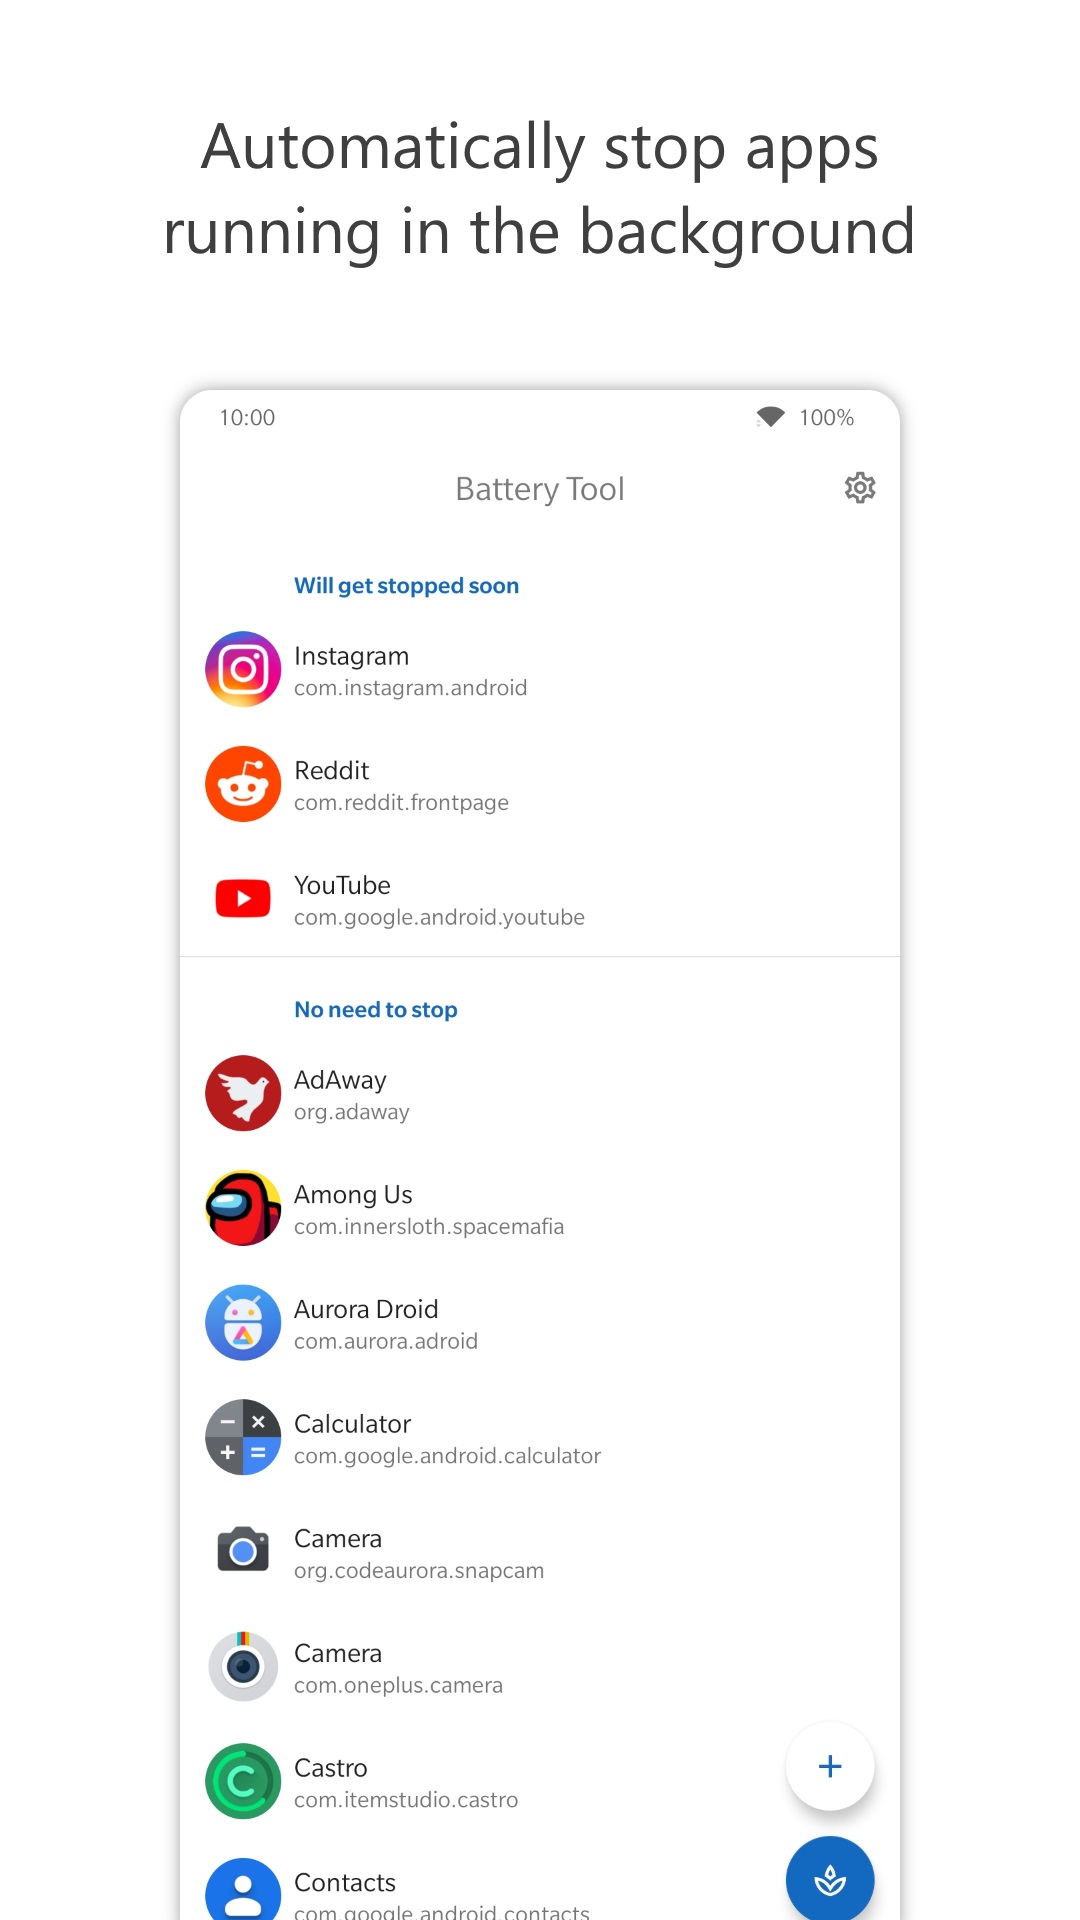 Automatically stop apps
running in the background
10:00
100%
Battery Tool
Will get stopped soon
Instagram
com.instagram.android
Reddit
com.reddit.frontpage
YouTube
com.google.android.youtube
No need to stop
AdAway
org.adaway
Among Us
com.innersloth.spacemafia
Aurora Droid
com.aurora.adroid
Calculator
com.google.android.calculator
Camera
org.codeaurora.snapcam
Camera
com.oneplus.camera
Castro
com.itemstudio.castro
Contacts
com.google.android.contacts